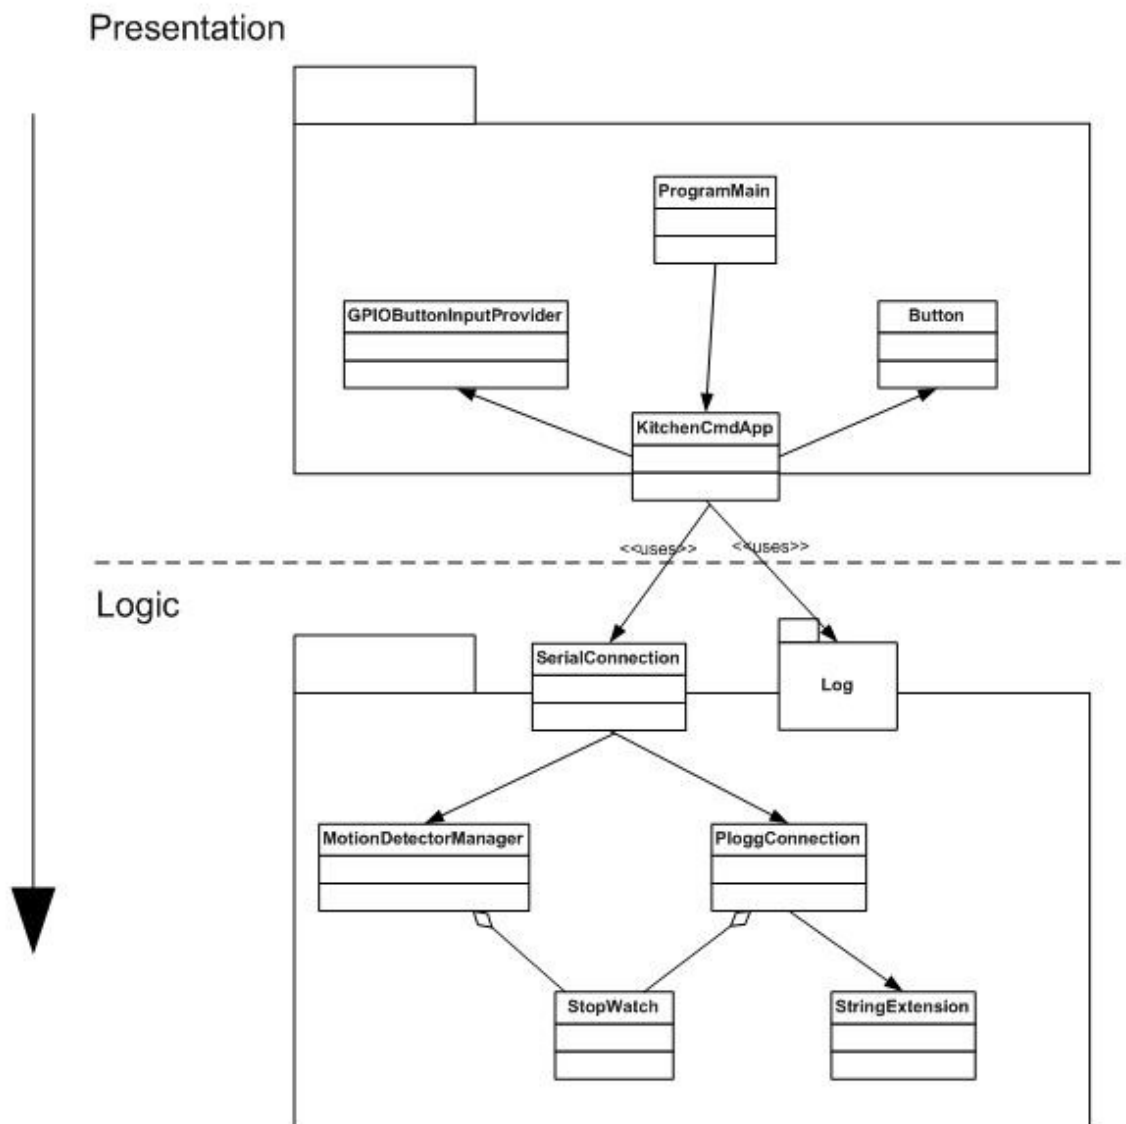 Presentation
ProgramMain
GPIOButtonInputProvider
Button
KitchenCmdApp
<<uses>>
<<uses>>
Logic
SerialConnection
Log
MotionDetectorManager
PloggConnection
StopWatch
StringExtension